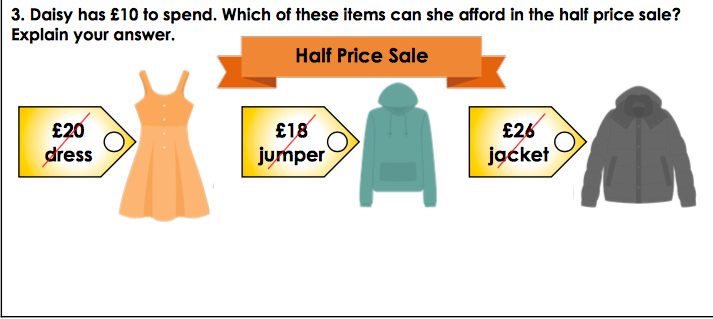 3. Daisy has £10 to spend. Which of these items can she afford in the half price sale?
Explain your answer.
Half Price Sale
£20
dress
£18
jumper
£26
jacket